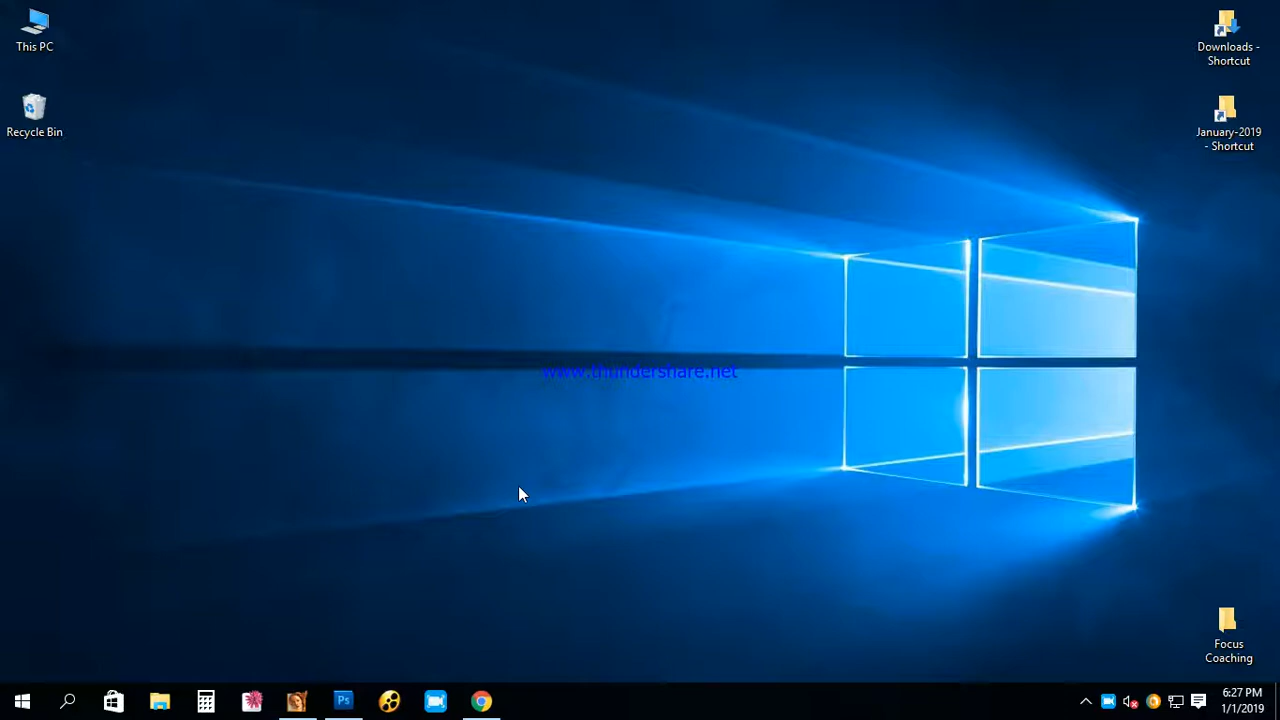 This PC
Recycle Bin
Downloads -
Shortcut
January-2019
- Shortcut
www.thundershare.net
Focus
Coaching
Ps
6:27 PM
1/1/2019